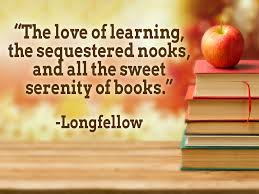 “The love of learning,
the sequestered nooks,
and all the sweet
serenity of books.”
-Longfellow